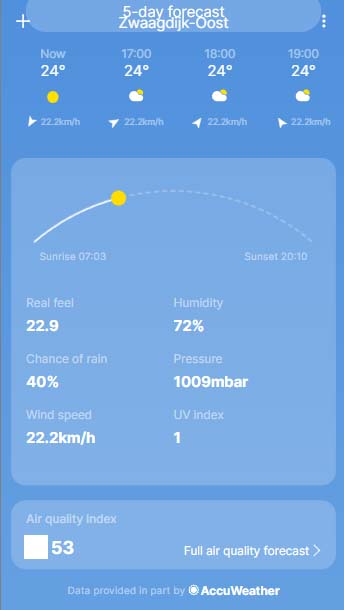 5-day forecast
Zwaagdijk-Oost
Now 17:00 18:00 19:00
24° 24° 24° 24°
22.2km/h 22.2km/h 22.2km/h 22.2km/h
Sunrise 07:03 Sunset 20:10
Real feel Humidity
22.9 72%
Chance of rain Pressure
40% 1009mbar
Wind speed UV index
22.2km/h 1
Air quality index
53 Full air quality forecast
Data provided in part by AccuWeather